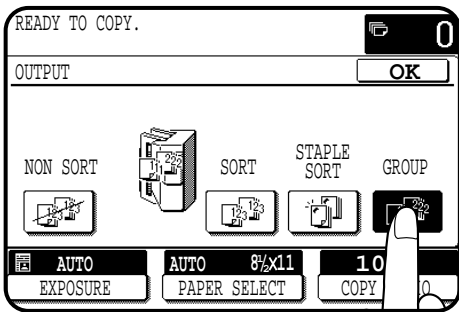 READY TO COPY.
0
OUTPUT
OK
NON SORT
SORT
STAPLE
SORT
GROUP
AUTO
AUTO 8½x11
10
EXPOSURE
PAPER SELECT
COPY